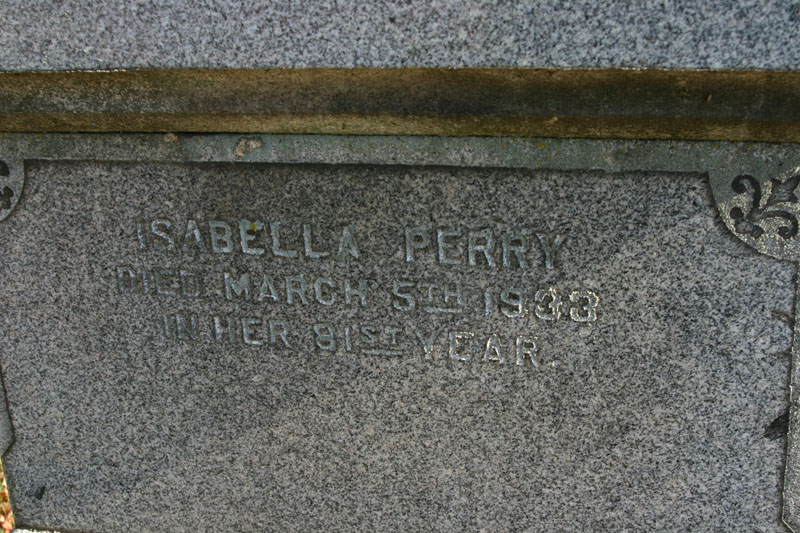 ISABELLA PERRY
DIED MARCH 5TH 1933
IN HER 81ST YEAR.